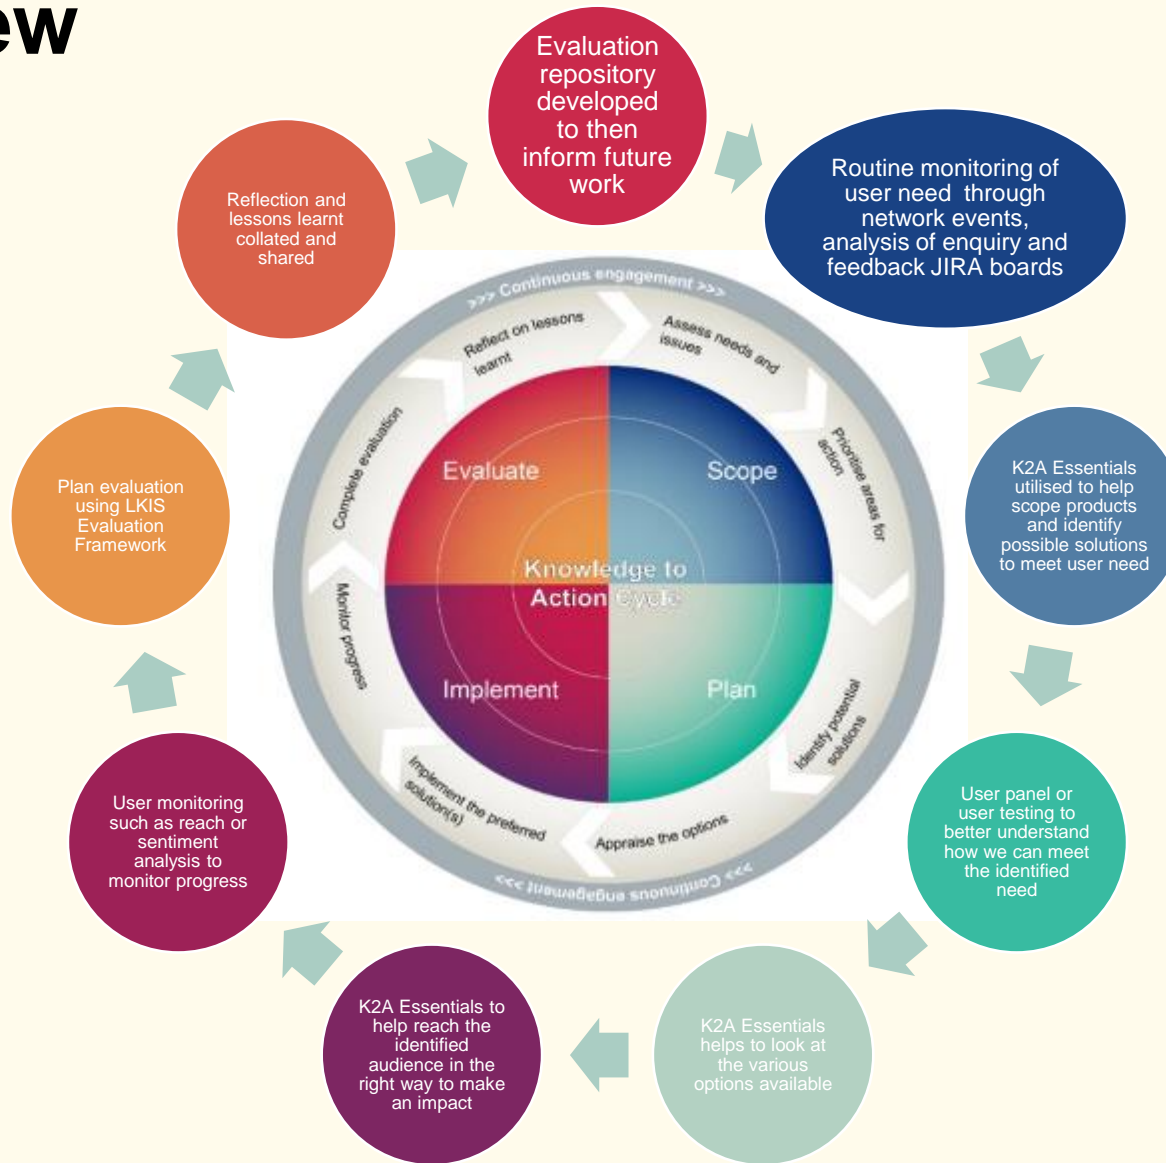 ew
Evaluation
repository
developed
to then
inform future
work
Routine monitoring of
user need through
network events,
analysis of enquiry and
feedback JIRA boards
K2A Essentials
utilised to help
scope products
and identify
possible solutions
to meet user need
User panel or
user testing to
better understand
how we can meet
the identified
need
K2A Essentials
helps to look at
the various
options available
K2A Essentials to
help reach the
identified
audience in the
right way to make
an impact
User monitoring
such as reach or
sentiment
analysis to
monitor progress
Plan evaluation
using LKIS
Evaluation
Framework
Reflection and
lessons learnt
collated and
shared
>>> Continuous engagement >>>
Assess needs and
issues
Prioritise areas for
action
Identify potential
solutions
Appraise the options
Implement the preferred
solution(s)
Monitor progress
Complete evaluation
Reflect on lessons
learnt
>>> Continuous engagement >>>
Evaluate
Scope
Knowledge to
Action Cycle
Implement
Plan